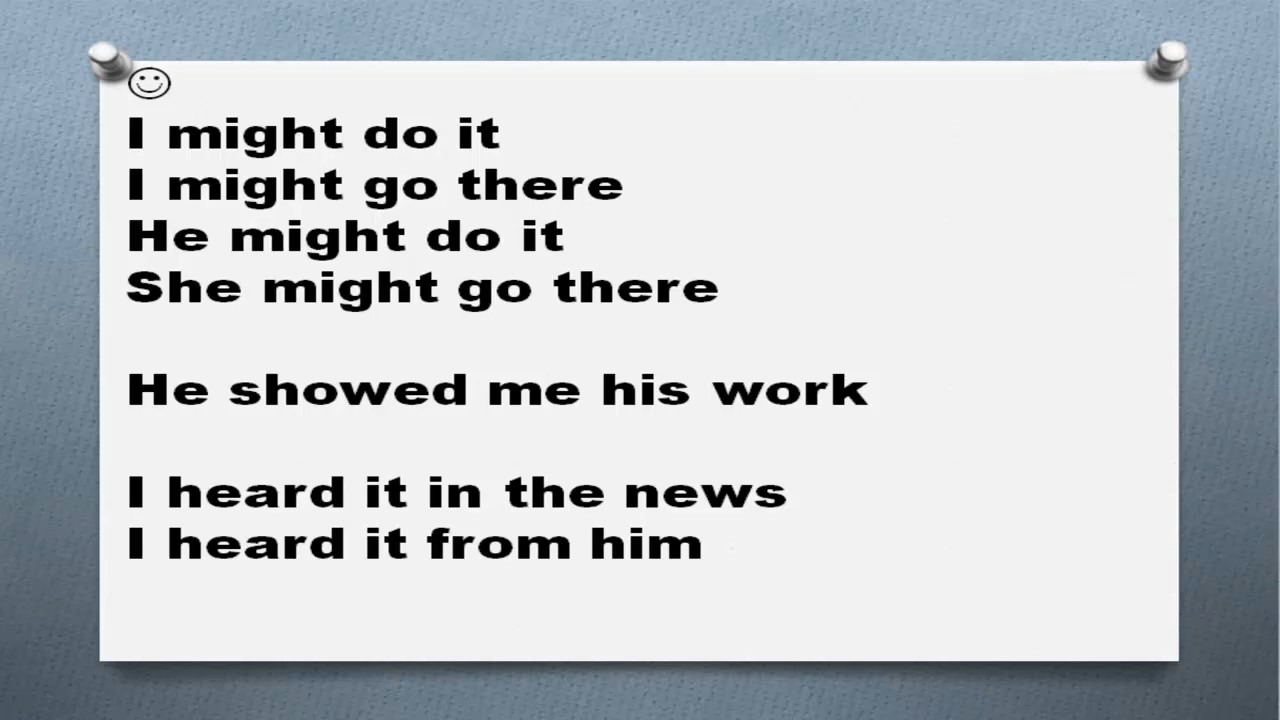 I might do it
I might go there
He might do it
She might go there
He showed me his work
I heard it in the news
I heard it from him